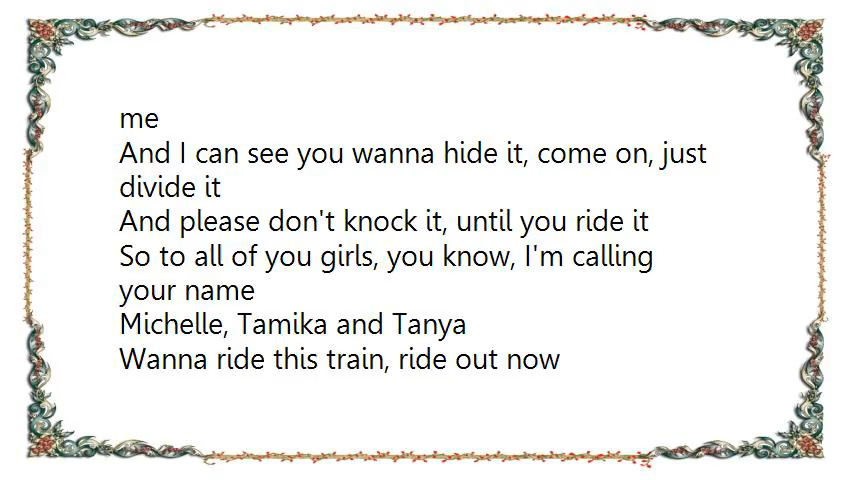 me
And I can see you wanna hide it, come on, just
divide it
And please don't knock it, until you ride it
So to all of you girls, you know, I'm calling
your name
Michelle, Tamika and Tanya
Wanna ride this train, ride out now